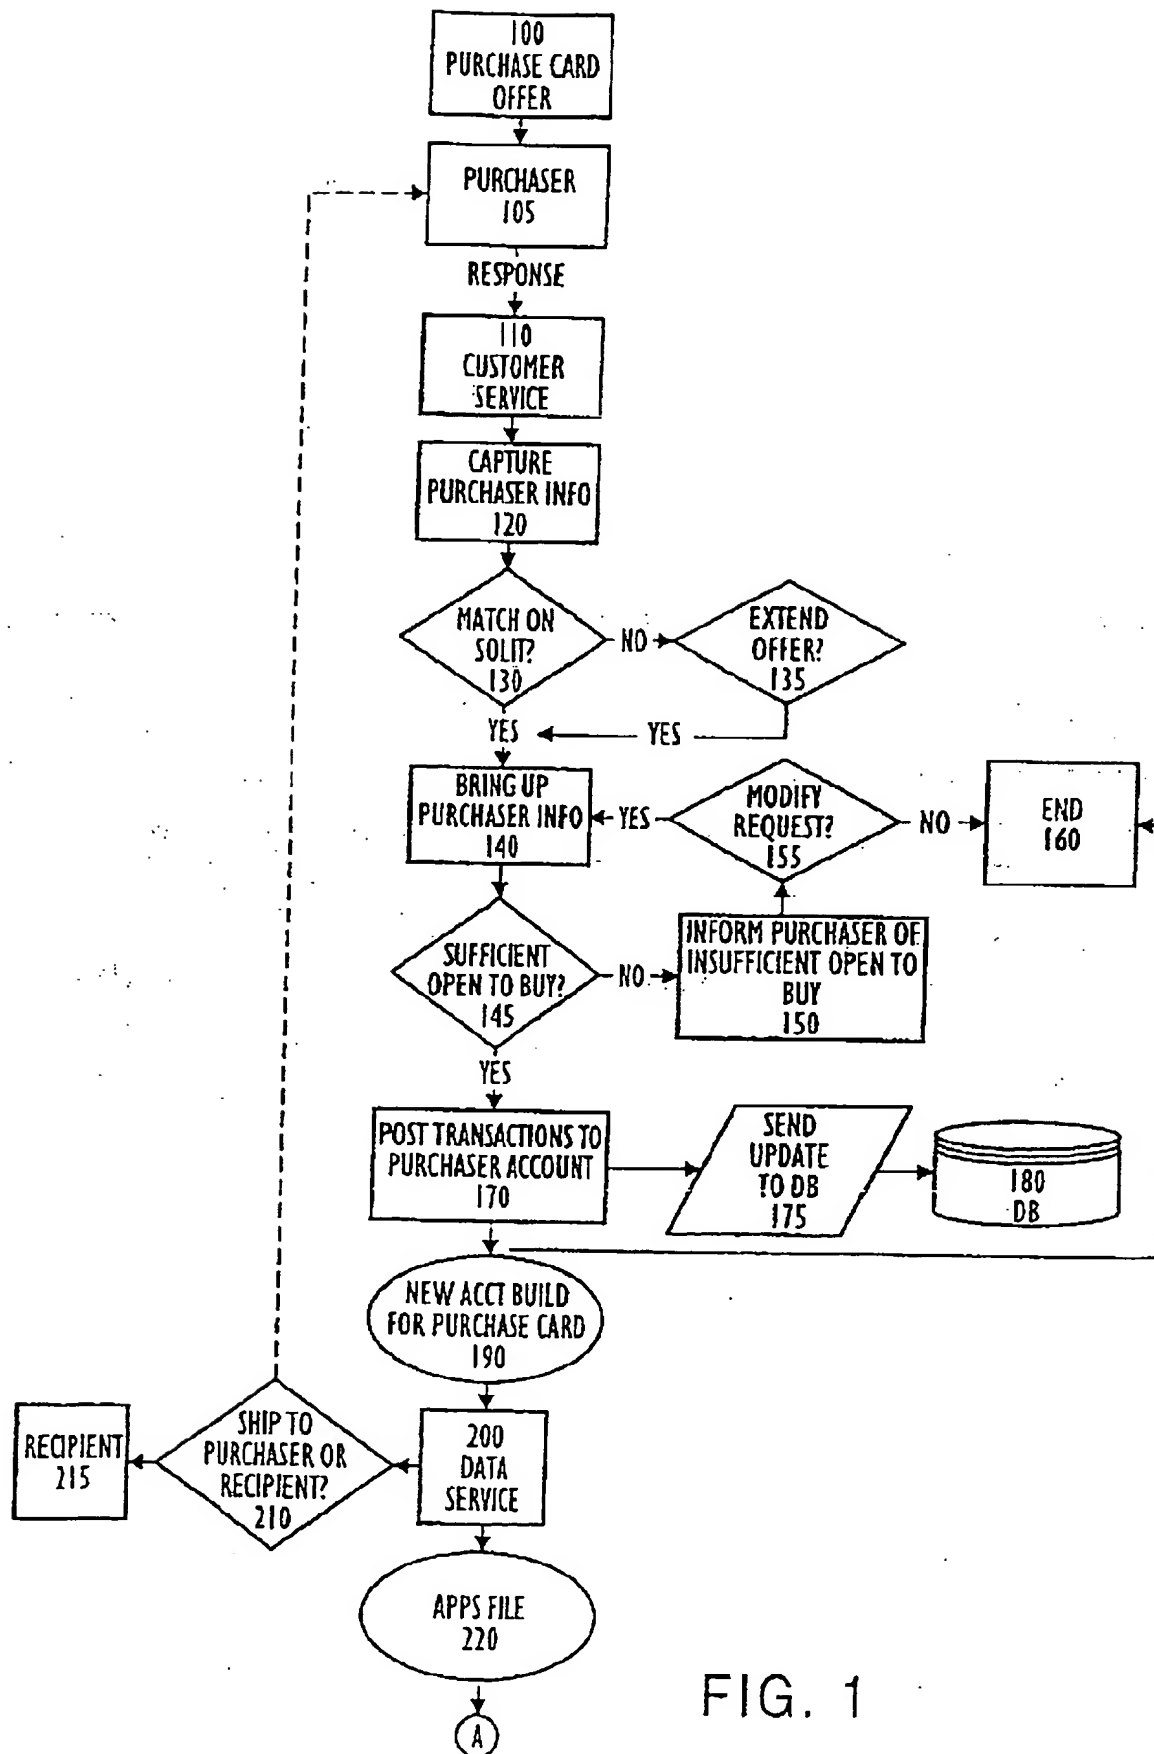 100
PURCHASE CARD
OFFER
PURCHASER
105
RESPONSE
110
CUSTOMER
SERVICE
CAPTURE
PURCHASER INFO
120
MATCH ON
SOLIT?
130
NO
EXTEND
OFFER?
135
YES
YES
BRING UP
PURCHASER INFO
140
YES
MODIFY
REQUEST?
155
NO
END
160
SUFFICIENT
OPEN TO BUY?
145
NO
INFORM PURCHASER OF
INSUFFICIENT OPEN TO
BUY
150
YES
POST TRANSACTIONS TO
PURCHASER ACCOUNT
170
SEND
UPDATE
TO DB
175
180
DB
NEW ACCT BUILD
FOR PURCHASE CARD
190
RECIPIENT
215
SHIP TO
PURCHASER OR
RECIPIENT?
210
200
DATA
SERVICE
APPS FILE
220
A
FIG. 1